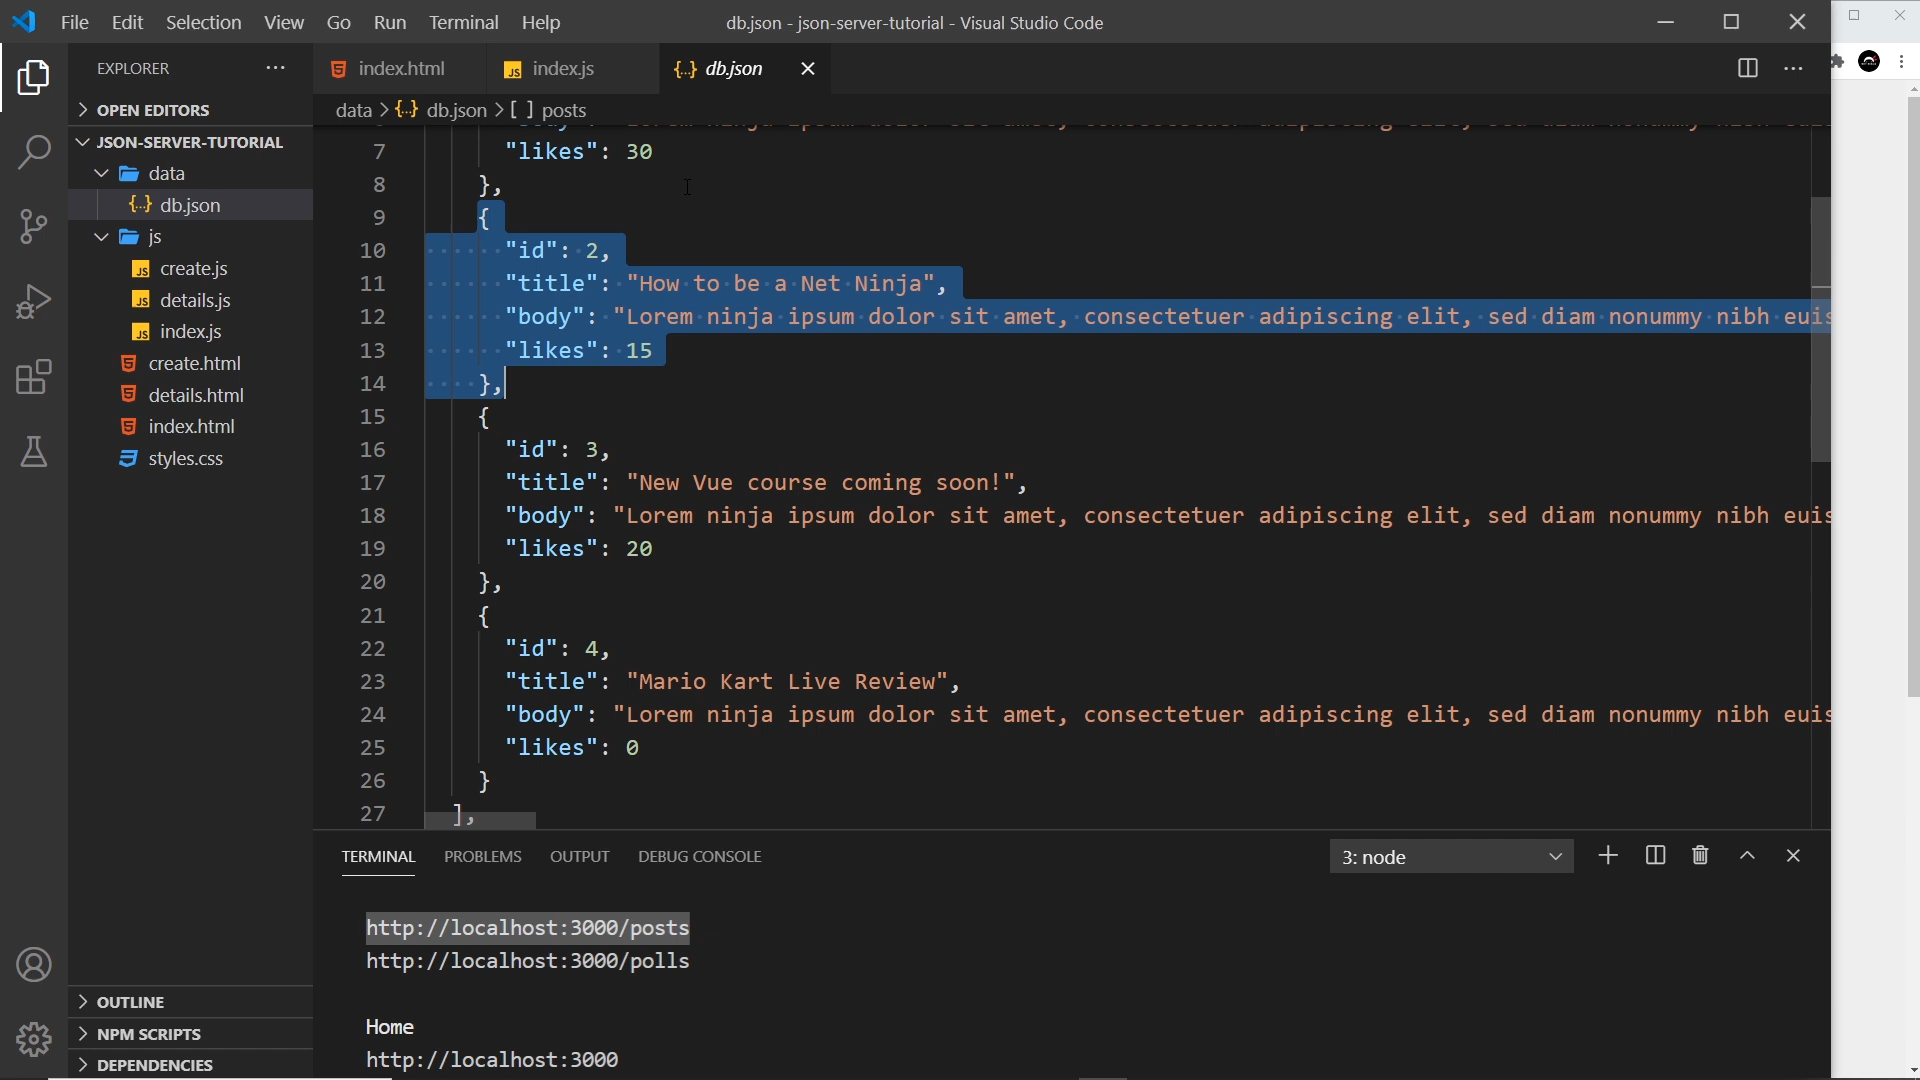 File Edit Selection View Go Run Terminal Help
db.json - json-server-tutorial - Visual Studio Code
EXPLORER
OPEN EDITORS
JSON-SERVER-TUTORIAL
data
{..} db.json
js
JS create.js
JS details.js
JS index.js
create.html
details.html
index.html
styles.css
OUTLINE
NPM SCRIPTS
DEPENDENCIES
index.html
JS index.js
{..} db.json
data > {..} db.json > [ ] posts
7 "likes": 30
8 },
9 {
10 "id": 2,
11 "title": "How to be a Net Ninja",
12 "body": "Lorem ninja ipsum dolor sit amet, consectetuer adipiscing elit, sed diam nonummy nibh euis
13 "likes": 15
14 },
15 {
16 "id": 3,
17 "title": "New Vue course coming soon!",
18 "body": "Lorem ninja ipsum dolor sit amet, consectetuer adipiscing elit, sed diam nonummy nibh euis
19 "likes": 20
20 },
21 {
22 "id": 4,
23 "title": "Mario Kart Live Review",
24 "body": "Lorem ninja ipsum dolor sit amet, consectetuer adipiscing elit, sed diam nonummy nibh euis
25 "likes": 0
26 }
27 ],
TERMINAL PROBLEMS OUTPUT DEBUG CONSOLE
3: node
http://localhost:3000/posts
http://localhost:3000/polls
Home
http://localhost:3000